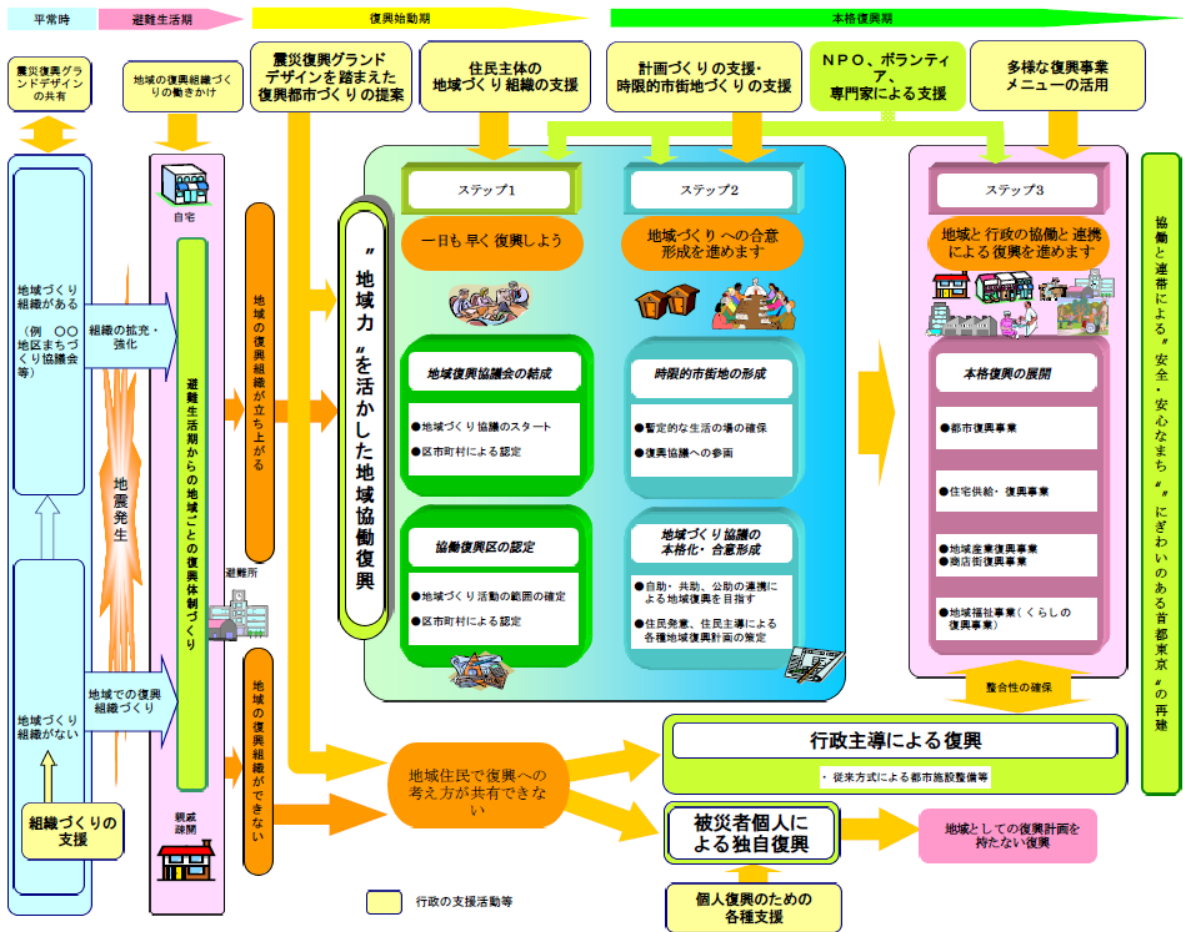 平常時
避難生活期
復興始動期
本格復興期
震災復興グラ
ンドデザイン
の共有
地域の復興組織づく
りの働きかけ
震災復興グランド
デザインを踏まえた
復興都市づくりの提案
住民主体の
地域づくり組織の支援
計画づくりの支援・
時限的市街地づくりの支援
NPO、ボランティ
ア、
専門家による支援
多様な復興事業
メニューの活用
地域づくり
組織がある
(例 〇〇
地区まちづ
くり協議会
等)
組織の拡充・
強化
地震発生
地域づくり
組織がない
地域での復興
組織づくり
組織づくりの
支援
自宅
避難生活期からの地域ごとの復興体制づくり
避難所
親戚
疎開
地域の復興組織が立ち上がる
地域の復興組織ができない
〝地域力〟を活かした地域協働復興
ステップ1
一日も早く復興しよう
地域復興協議会の結成
●地域づくり協議のスタート
●区市町村による認定
協働復興区の認定
●地域づくり活動の範囲の確定
●区市町村による認定
ステップ2
地域づくりへの合意
形成を進めます
時限的市街地の形成
●暫定的な生活の場の確保
●復興協議への参画
地域づくり協議の
本格化・合意形成
●自助・共助、公助の連携に
よる地域復興を目指す
●住民発意、住民主導による
各種地域復興計画の策定
ステップ3
地域と行政の協働と連携
による復興を進めます
本格復興の展開
●都市復興事業
●住宅供給・復興事業
●地域産業復興事業
●商店街復興事業
●地域福祉事業(くらしの
復興事業)
整合性の確保
協働と連帯による〝安全・安心なまち〟〝にぎわいのある首都東京〟の再建
地域住民で復興への
考え方が共有できな
い
行政主導による復興
・従来方式による都市施設整備等
被災者個人に
よる独自復興
地域としての復興計画を
持たない復興
個人復興のための
各種支援
行政の支援活動等